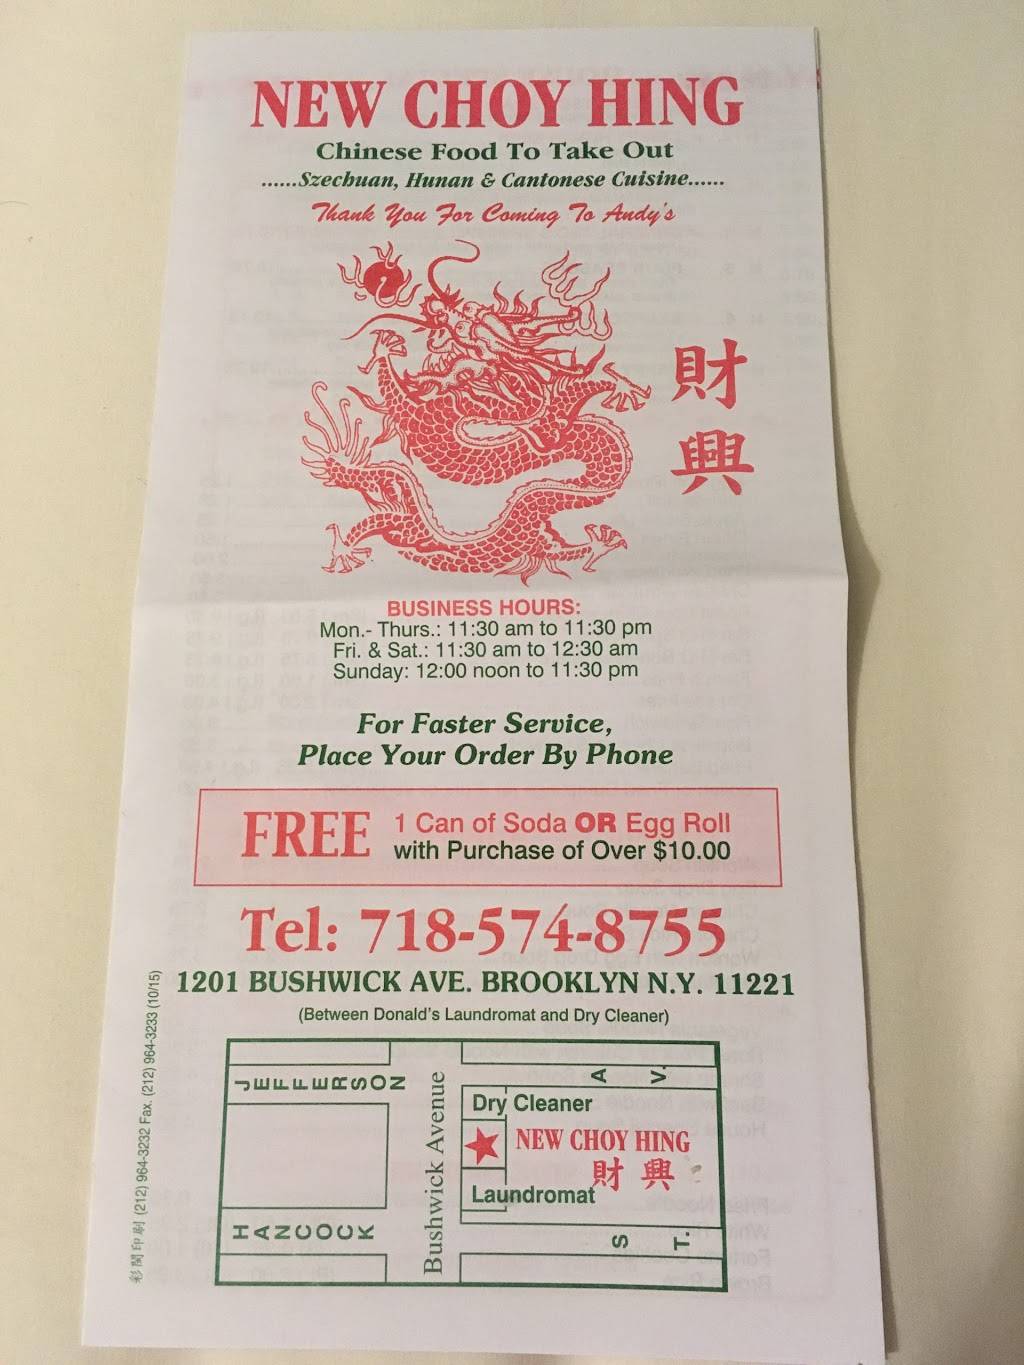 NEW CHOY HING
Chinese Food To Take Out
......Szechuan, Hunan & Cantonese Cuisine......
Thank You For Coming To Andy's
財
興
BUSINESS HOURS:
Mon.- Thurs.: 11:30 am to 11:30 pm
Fri. & Sat.: 11:30 am to 12:30 am
Sunday: 12:00 noon to 11:30 pm
For Faster Service,
Place Your Order By Phone
FREE 1 Can of Soda OR Egg Roll
with Purchase of Over $10.00
Tel: 718-574-8755
1201 BUSHWICK AVE. BROOKLYN N.Y. 11221
(Between Donald's Laundromat and Dry Cleaner)
JEFFERSON AV.
Bushwick Avenue
Dry Cleaner
NEW CHOY HING
財 興
Laundromat
HANCOCK ST.
印刷 (212) 964-3232 Fax. (212) 964-3233 (10/15)